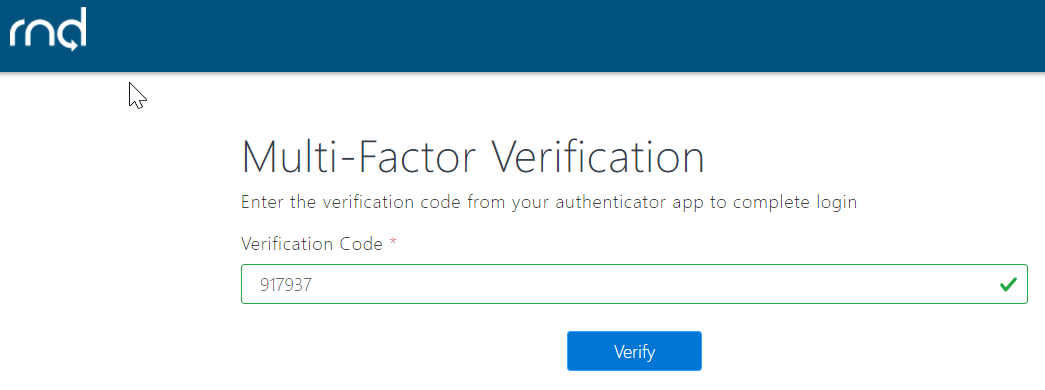 rnd
Multi-Factor Verification
Enter the verification code from your authenticator app to complete login
Verification Code *
917937
Verify